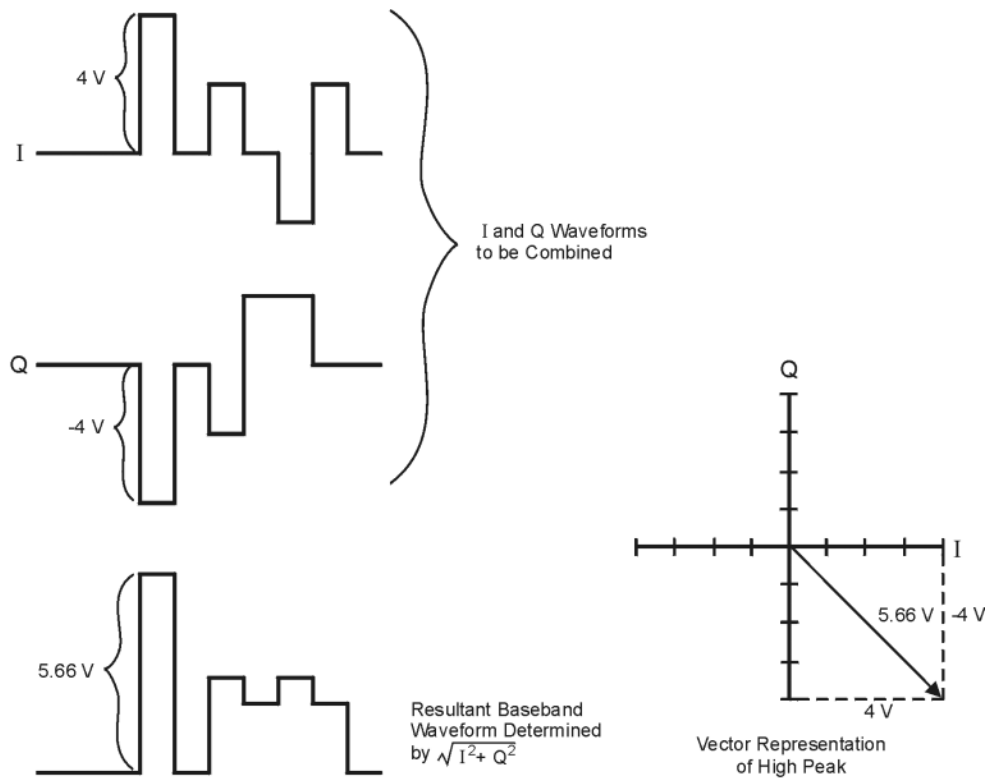 4 V
I
I and Q Waveforms
to be Combined
Q
-4 V
5.66 V
Resultant Baseband
Waveform Determined
by √I²+ Q²
Q
I
5.66 V
-4 V
4 V
Vector Representation
of High Peak